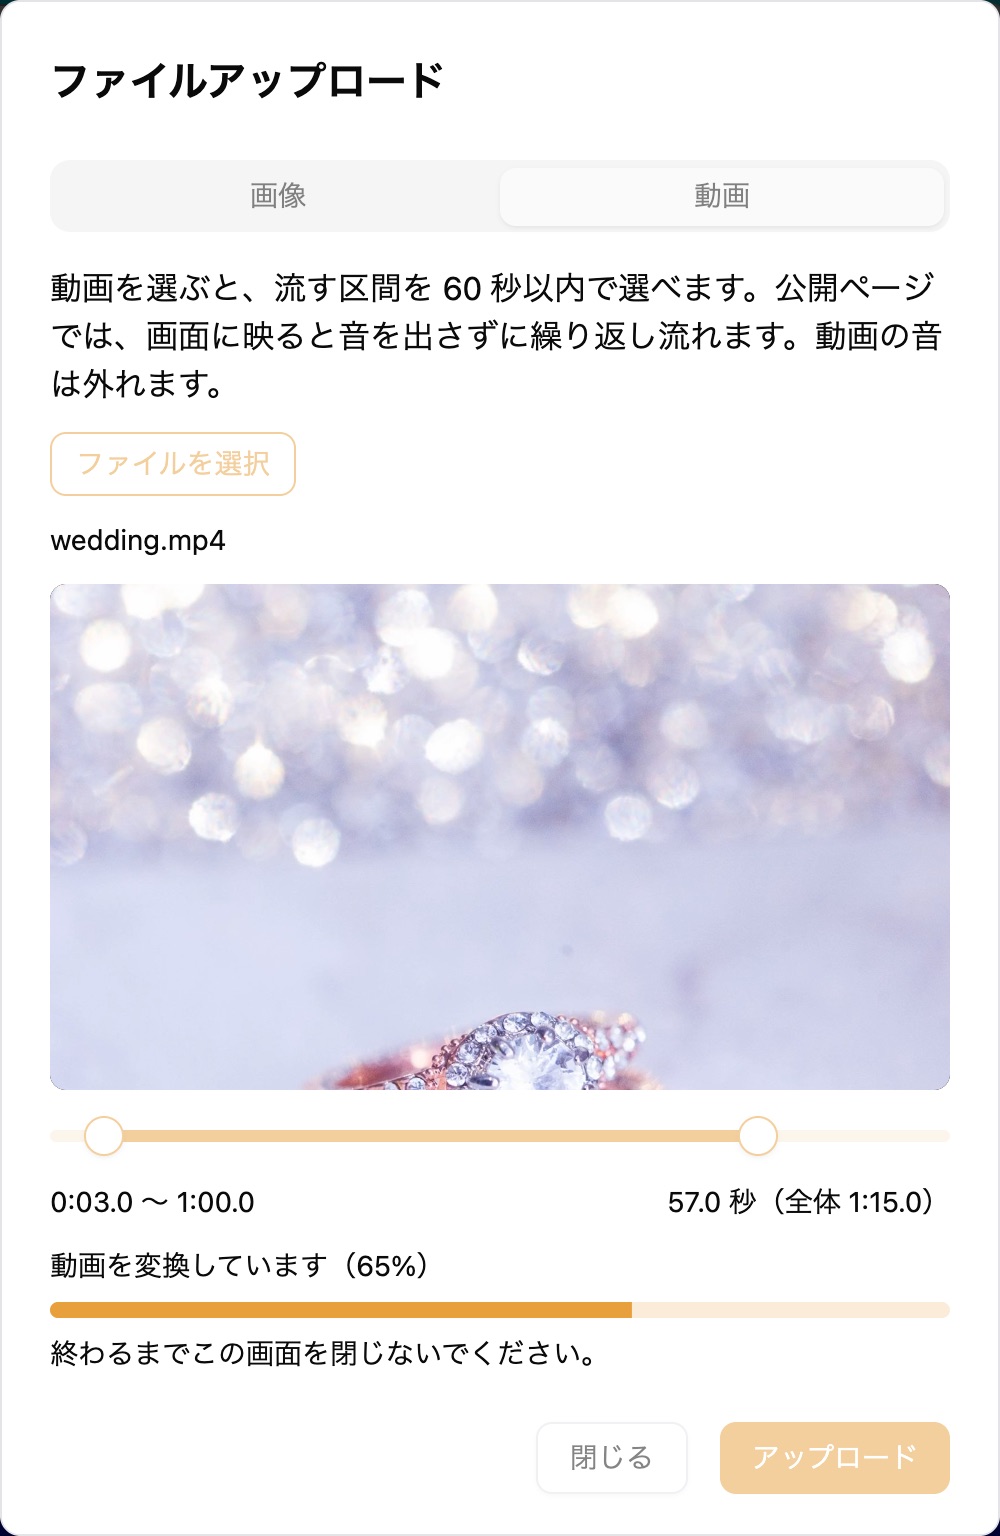 ファイルアップロード
画像
動画
動画を選ぶと、流す区間を 60 秒以内で選べます。公開ページ
では、画面に映ると音を出さずに繰り返し流れます。動画の音
は外れます。
ファイルを選択
wedding.mp4
0:03.0 〜 1:00.0
57.0 秒（全体 1:15.0）
動画を変換しています（65%）
終わるまでこの画面を閉じないでください。
閉じる
アップロード